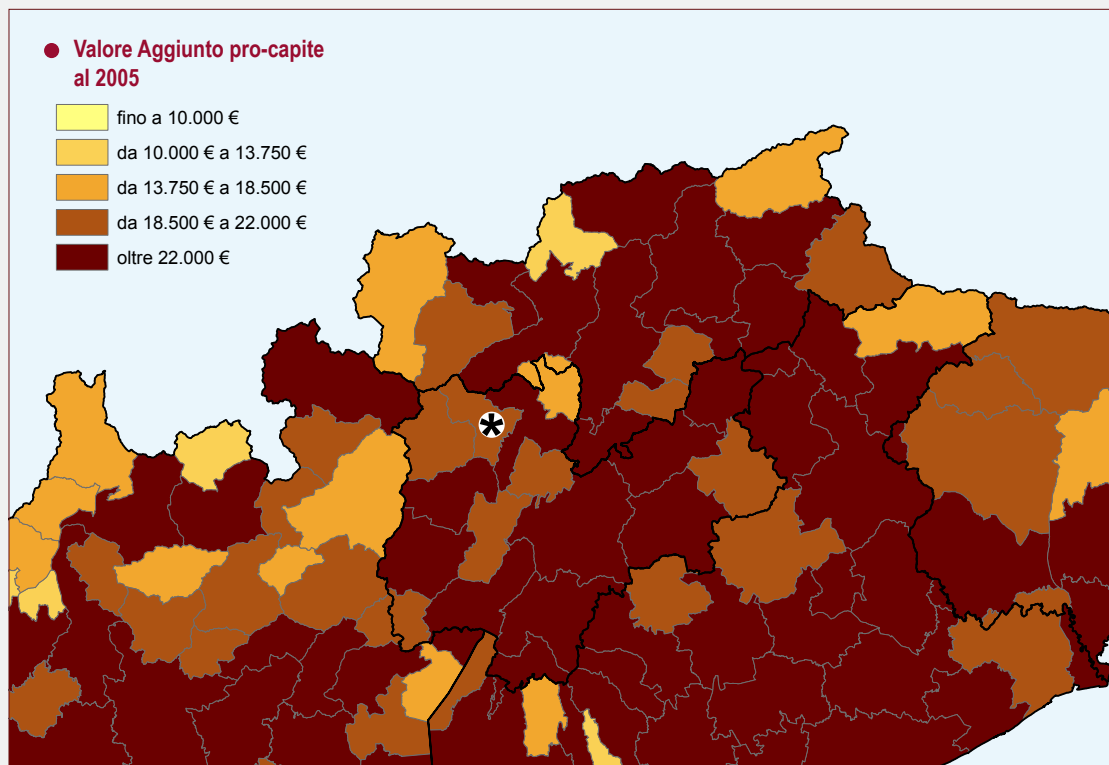 Valore Aggiunto pro-capite
al 2005
fino a 10.000 €
da 10.000 € a 13.750 €
da 13.750 € a 18.500 €
da 18.500 € a 22.000 €
oltre 22.000 €
*